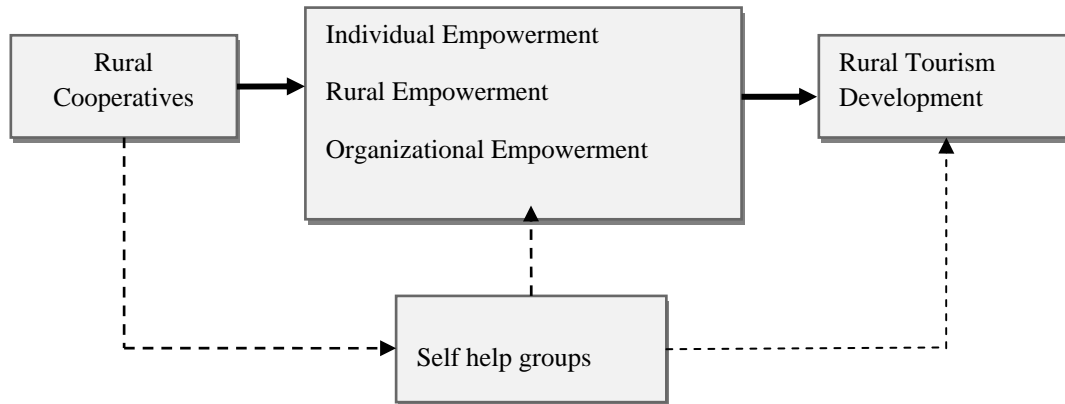 Rural
Cooperatives
Individual Empowerment
Rural Empowerment
Organizational Empowerment
Rural Tourism
Development
Self help groups